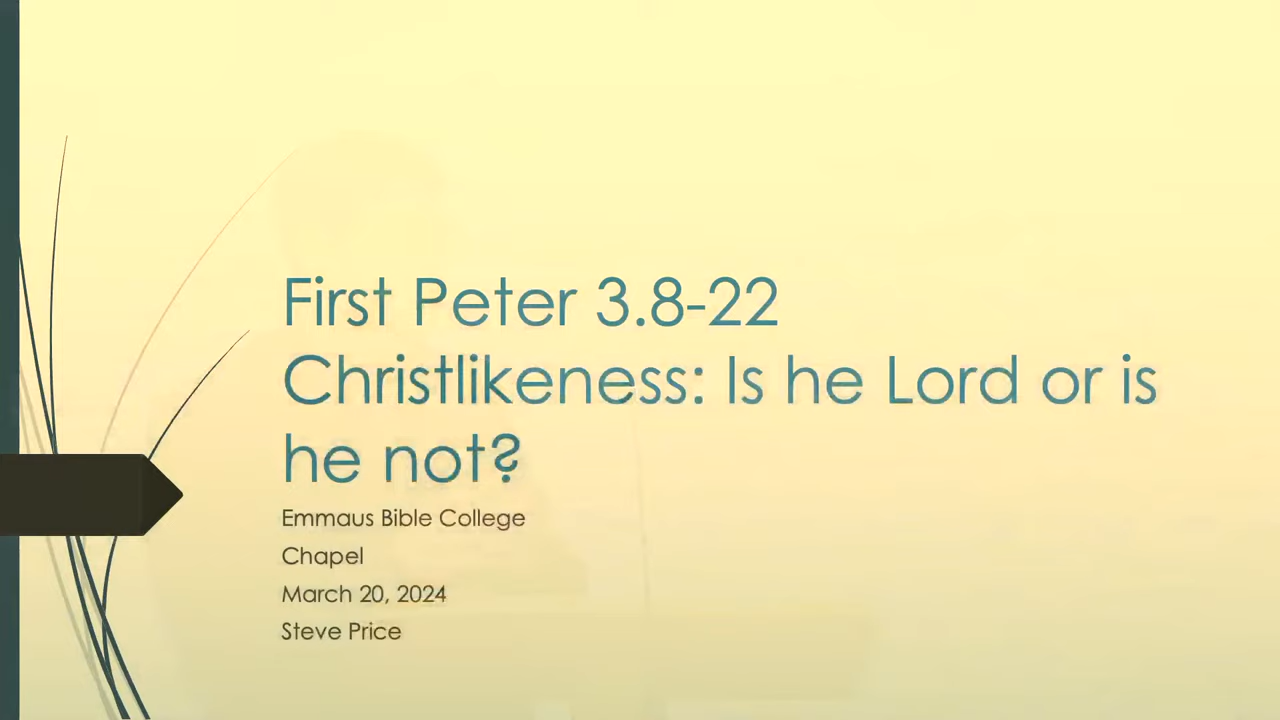 First Peter 3.8-22
Christlikeness: Is he Lord or is
he not?
Emmaus Bible College
Chapel
March 20, 2024
Steve Price